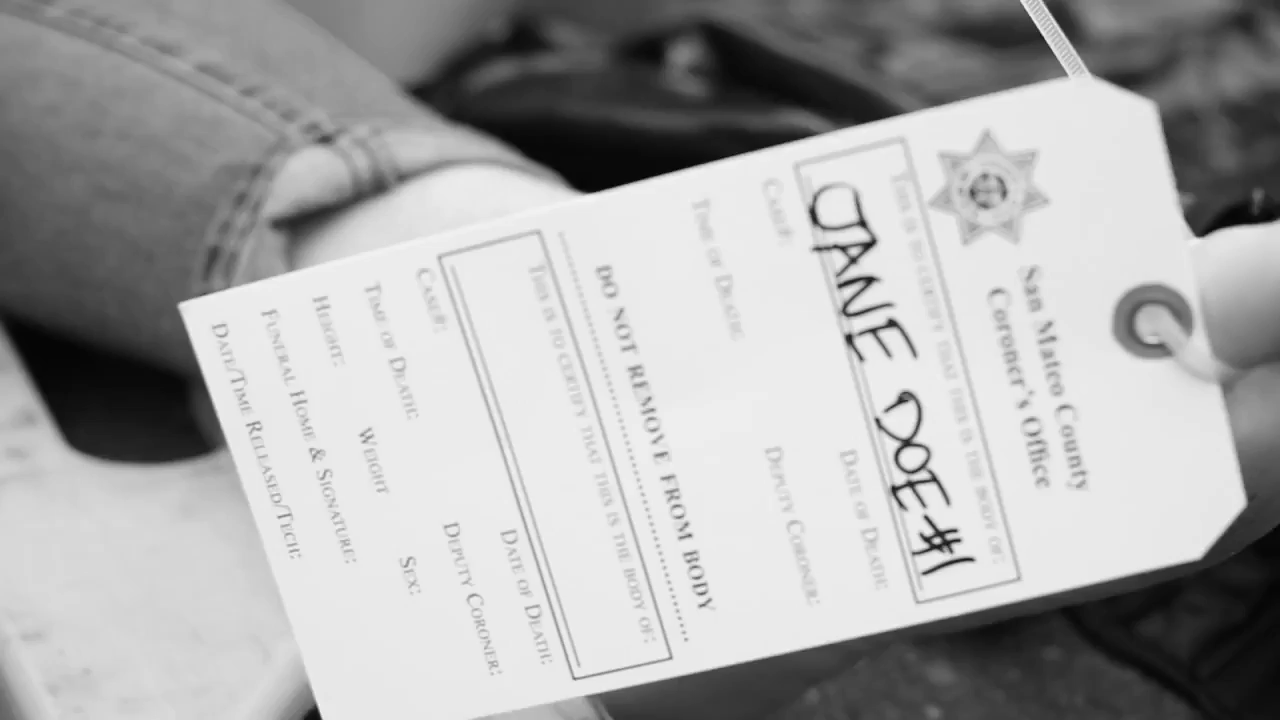 San Mateo County
Coroner's Office
THIS IS TO CERTIFY THAT THIS IS THE BODY OF:
JANE DOE #1
CASE#: DATE OF DEATH:
TIME OF DEATH: DEPUTY CORONER:
DO NOT REMOVE FROM BODY
THIS IS TO CERTIFY THAT THIS IS THE BODY OF:
CASE#: DATE OF DEATH:
TIME OF DEATH: DEPUTY CORONER:
HEIGHT: WEIGHT SEX:
FUNERAL HOME & SIGNATURE:
DATE/TIME RELEASED/TECH: